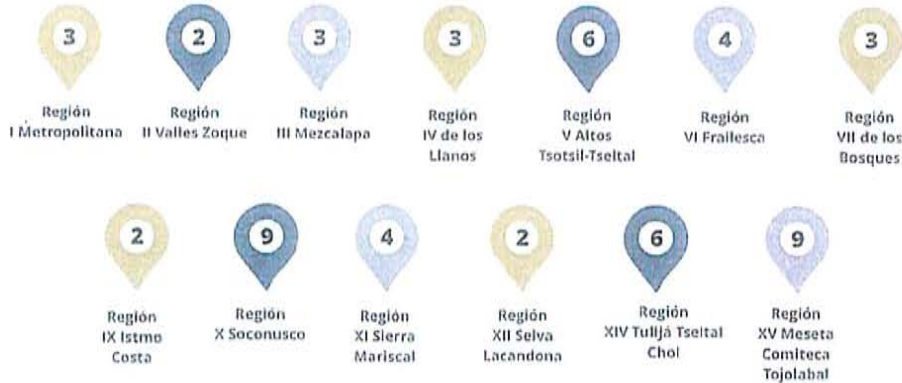 3
Región
I Metropolitana
2
Región
II Valles Zoque
3
Región
III Mezcalapa
3
Región
IV de los
Llanos
6
Región
V Altos
Tsotsil-Tseltal
4
Región
VI Frailesca
3
Región
VII de los
Bosques
2
Región
IX Istmo
Costa
9
Región
X Soconusco
4
Región
XI Sierra
Mariscal
2
Región
XII Selva
Lacandona
6
Región
XIV Tulijá Tseltal
Chol
9
Región
XV Meseta
Comiteca
Tojolabal